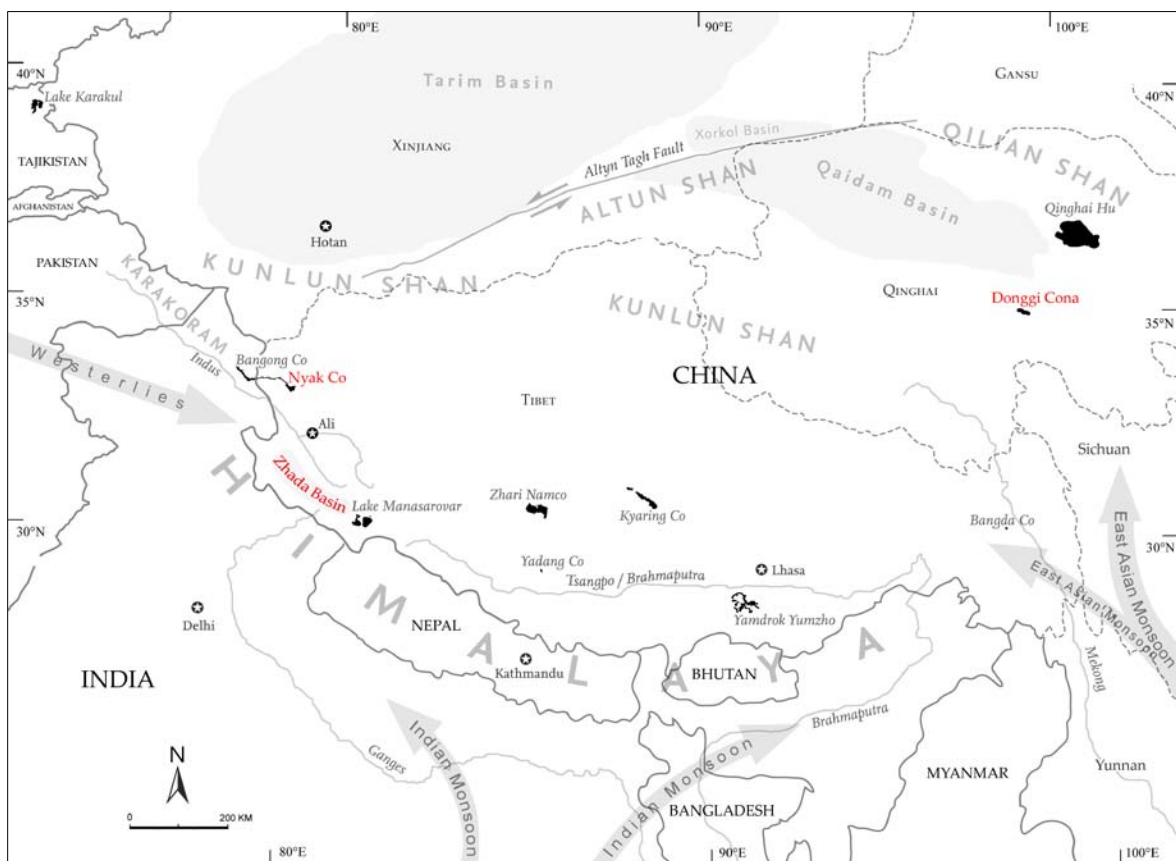 80°E
90°E
100°E
40°N
Lake Karakul
Tarim Basin
GANSU
40°N
TAJIKISTAN
XINJIANG
Xorkol Basin
QILIAN SHAN
Altyn Tagh Fault
ALTUN SHAN
Qaidam Basin
AFGHANISTAN
Qinghai Hu
Hotan
PAKISTAN
KUNLUN SHAN
KARAKORAM
35°N
QINGHAI
Donggi Cona
35°N
KUNLUN SHAN
Westerlies
Indus
Bangong Co
Nyak Co
CHINA
TIBET
Ali
Sichuan
Zhada Basin
HIMALAYA
Lake Manasarovar
Zhari Namco
Kyaring Co
Bangda Co
30°N
30°N
East Asian Monsoon
East Asian Monsoon
Yadang Co
Tsangpo / Brahmaputra
Lhasa
Yamdrok Yumzho
Delhi
NEPAL
Kathmandu
BHUTAN
Mekong
INDIA
Brahmaputra
Indian Monsoon
Indian Monsoon
Ganges
N
MYANMAR
Yunnan
BANGLADESH
0
200 KM
80°E
90°E
100°E